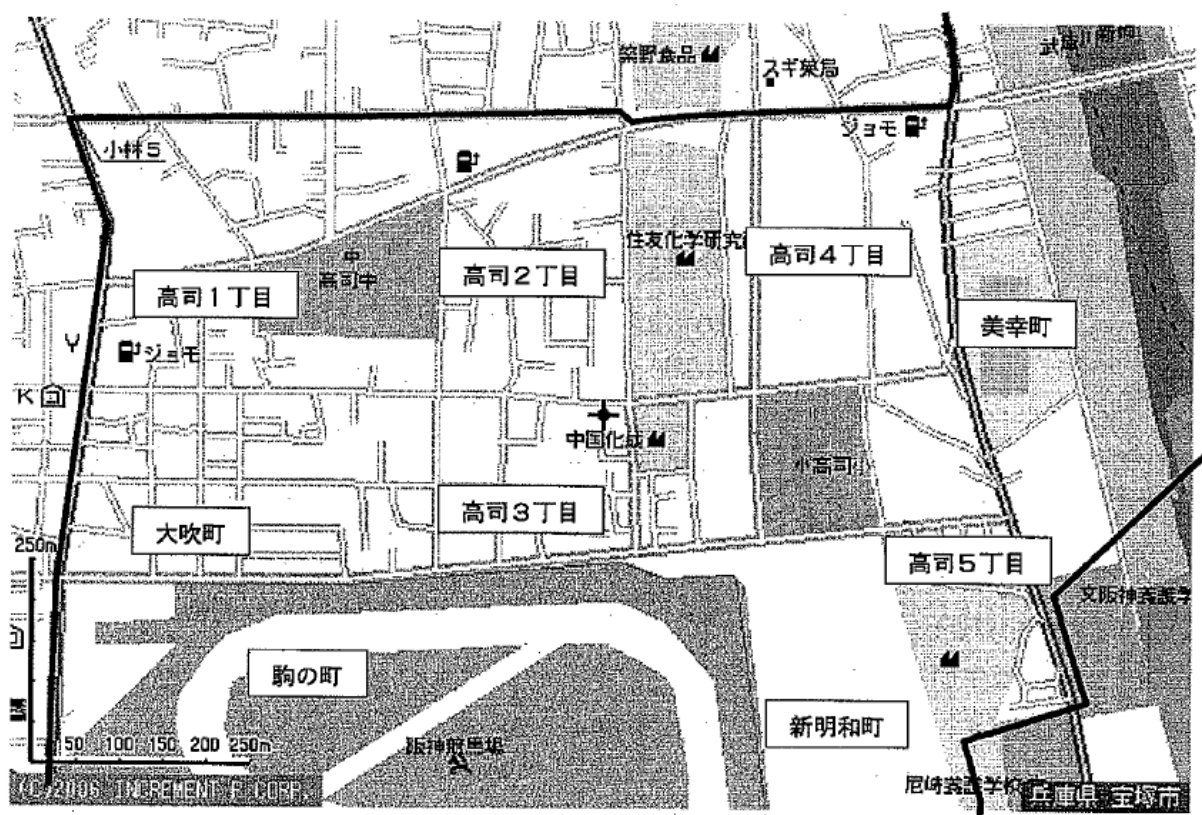 築野食品
スギ薬局
武庫川新町
ジョモ
小林5
中
高司中
住友化学研究
高司1丁目
高司2丁目
高司4丁目
美幸町
ジョモ
K
中国化成
小高司小
大吹町
高司3丁目
高司5丁目
250m
駒の町
新明和町
50 100 150 200 250m
阪神競馬場
(C)2006 INCREMENT P CORP.
兵庫県 宝塚市